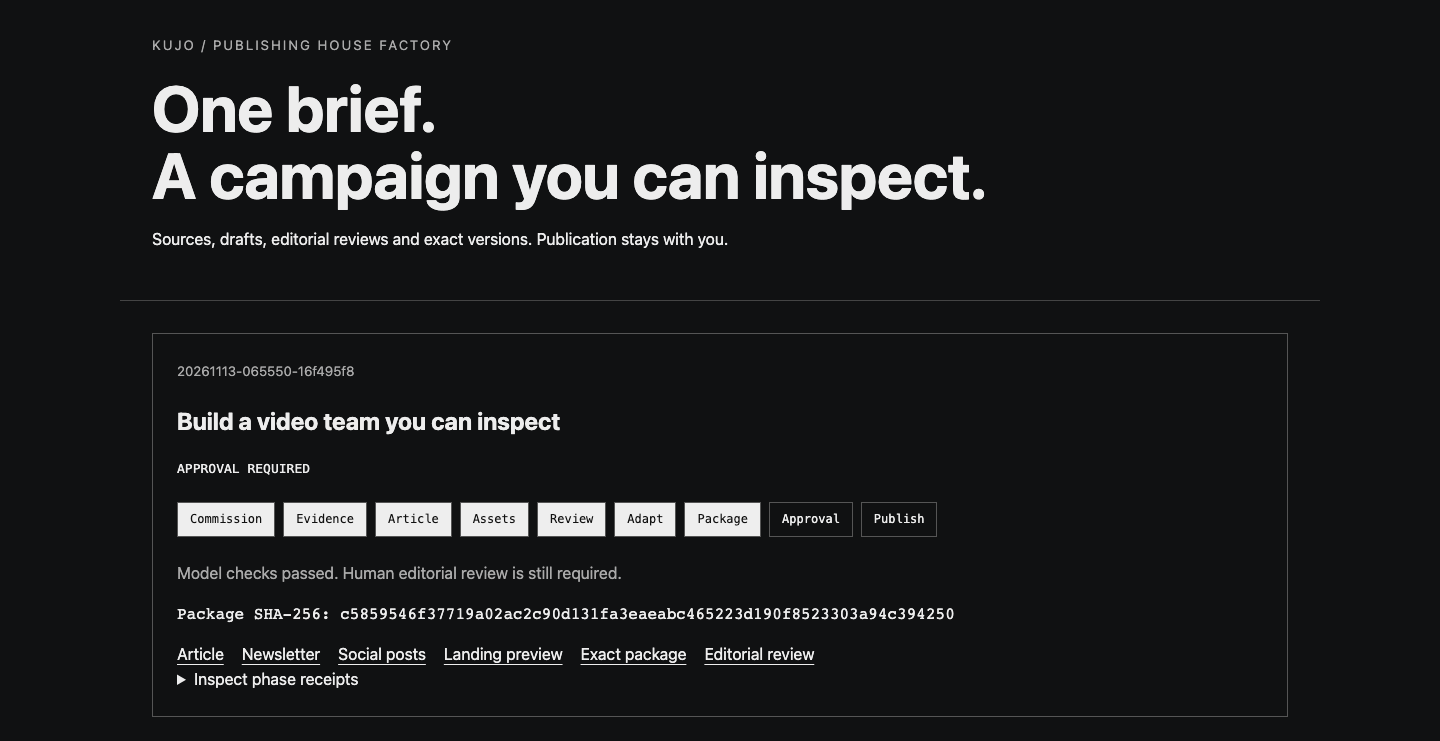 KUJO / PUBLISHING HOUSE FACTORY
One brief.
A campaign you can inspect.
Sources, drafts, editorial reviews and exact versions. Publication stays with you.
20261113-065550-16f495f8
Build a video team you can inspect
APPROVAL REQUIRED
Commission Evidence Article Assets Review Adapt Package Approval Publish
Model checks passed. Human editorial review is still required.
Package SHA-256: c5859546f37719a02ac2c90d131fa3eaeabc465223d190f8523303a94c394250
Article Newsletter Social posts Landing preview Exact package Editorial review
Inspect phase receipts